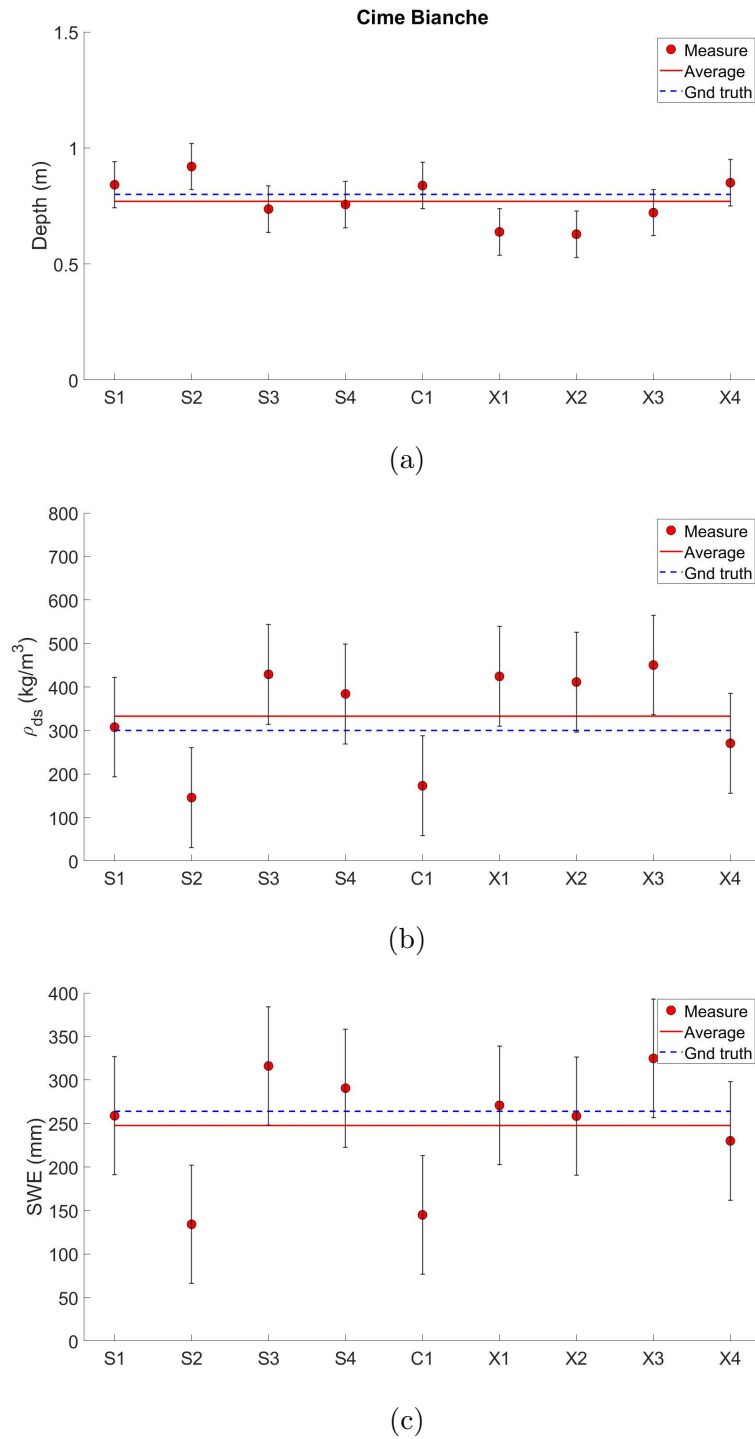 Cime Bianche
1.5
1
0.5
0
Depth (m)
Measure
Average
Gnd truth
S1 S2 S3 S4 C1 X1 X2 X3 X4
(a)
800
700
600
500
400
300
200
100
0
ρds (kg/m³)
Measure
Average
Gnd truth
S1 S2 S3 S4 C1 X1 X2 X3 X4
(b)
400
350
300
250
200
150
100
50
0
SWE (mm)
Measure
Average
Gnd truth
S1 S2 S3 S4 C1 X1 X2 X3 X4
(c)